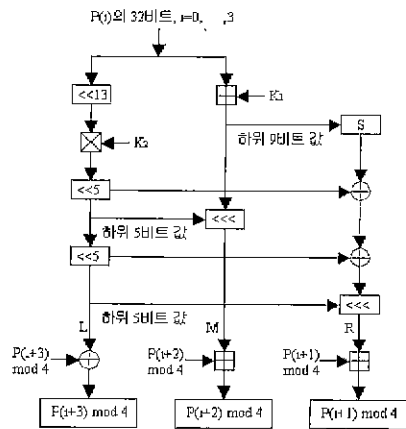 P(i)의 32비트, i=0, ,3
<<13
K1
K2
하위 9비트 값
S
<<5
<<<
하위 5비트 값
<<5
<<<
하위 5비트 값
L
M
R
P(i+3) mod 4
P(i+2) mod 4
P(i+1) mod 4
P(i+3) mod 4
P(i+2) mod 4
P(i+1) mod 4